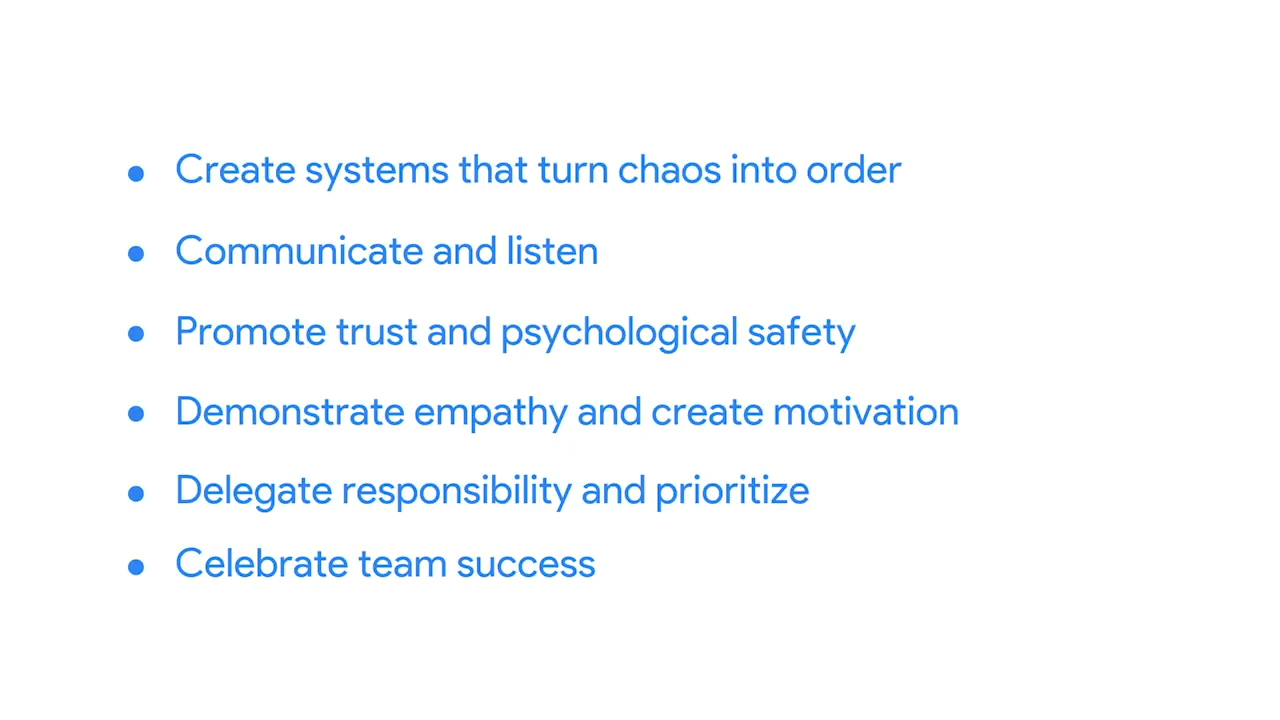 • Create systems that turn chaos into order
• Communicate and listen
• Promote trust and psychological safety
• Demonstrate empathy and create motivation
• Delegate responsibility and prioritize
• Celebrate team success